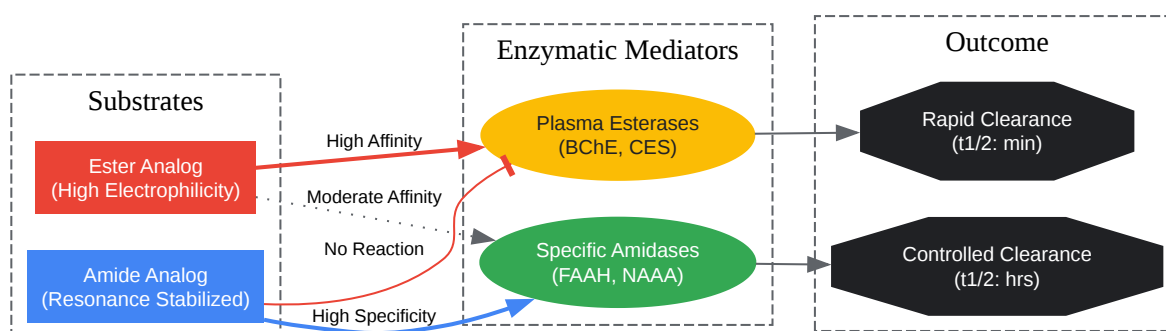 Substrates
Ester Analog
(High Electrophilicity)
Amide Analog
(Resonance Stabilized)
High Affinity
Moderate Affinity
No Reaction
High Specificity
Enzymatic Mediators
Plasma Esterases
(BChE, CES)
Specific Amidases
(FAAH, NAAA)
Outcome
Rapid Clearance
(t1/2: min)
Controlled Clearance
(t1/2: hrs)